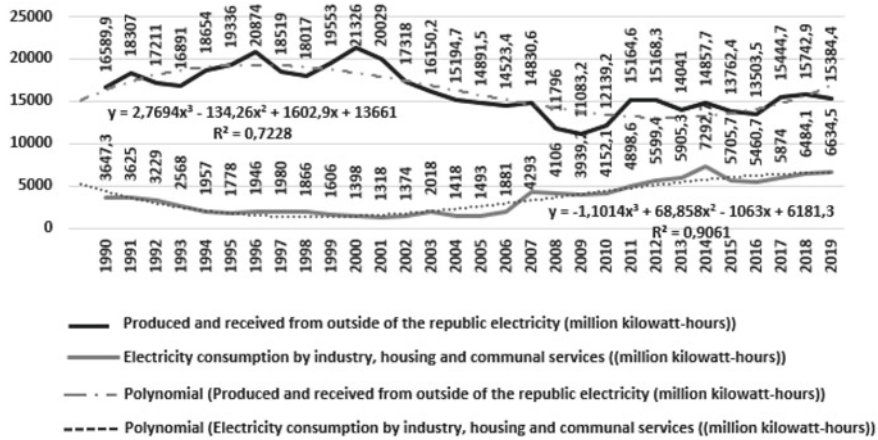 25000
20000
15000
10000
5000
0
16589,9 18307 17211 16891 18654 19336 20874 18519 18017 19553 21326 20029 17318 16150,2 15194,7 14891,5 14523,4 14830,6 11796 11083,2 12139,2 15164,6 15168,3 14041 14857,7 13762,4 13503,5 15444,7 15742,9 15384,4
y = 2,7694x³ - 134,26x² + 1602,9x + 13661
R² = 0,7228
3647,3 3625 3229 2568 1957 1778 1946 1980 1866 1606 1398 1318 1374 2018 1418 1493 1881 4293 4106 3939,2 4152,1 4898,6 5599,4 5905,3 7292,2 5705,7 5460,7 5874 6484,1 6634,5
y = -1,1014x³ + 68,858x² - 1063x + 6181,3
R² = 0,9061
1990 1991 1992 1993 1994 1995 1996 1997 1998 1999 2000 2001 2002 2003 2004 2005 2006 2007 2008 2009 2010 2011 2012 2013 2014 2015 2016 2017 2018 2019
Produced and received from outside of the republic electricity (million kilowatt-hours))
Electricity consumption by industry, housing and communal services ((million kilowatt-hours))
Polynomial (Produced and received from outside of the republic electricity (million kilowatt-hours))
Polynomial (Electricity consumption by industry, housing and communal services ((million kilowatt-hours))